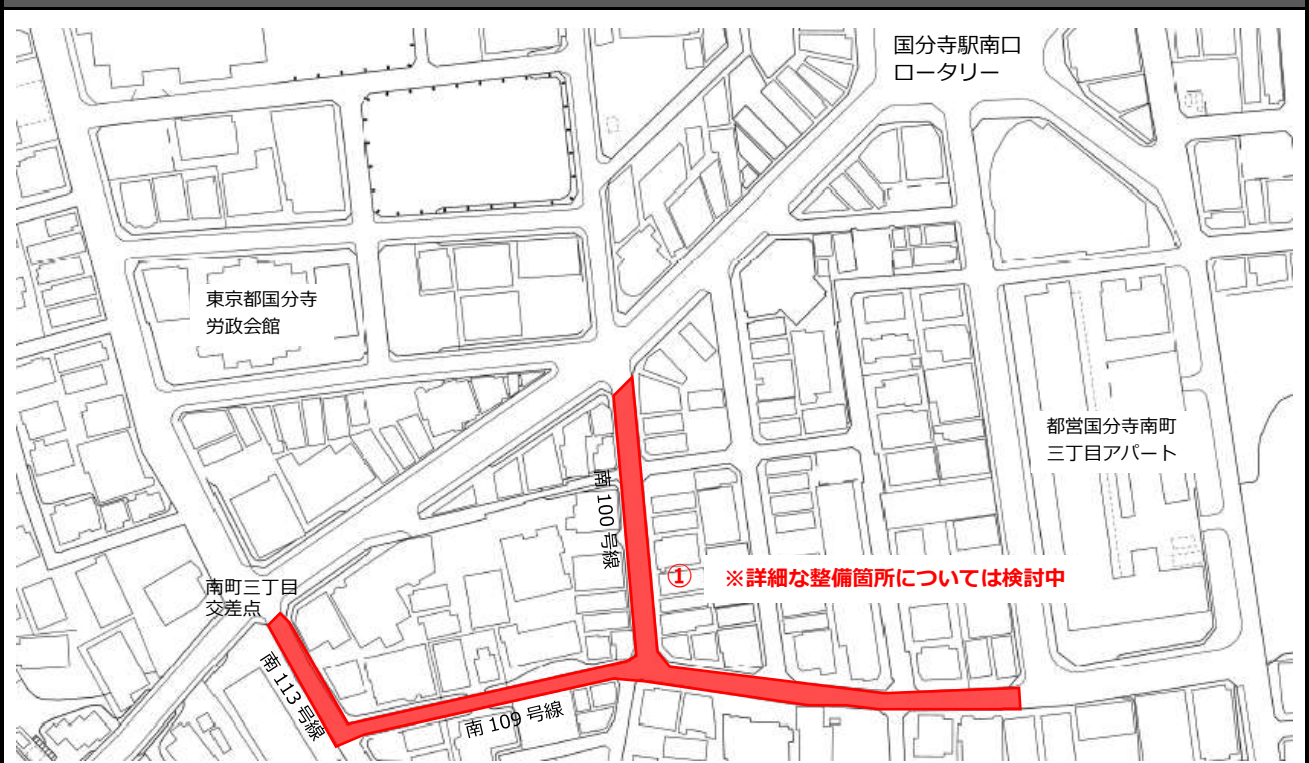 国分寺駅南口
ロータリー
東京都国分寺
労政会館
都営国分寺南町
三丁目アパート
南 100 号線
① ※詳細な整備箇所については検討中
南町三丁目
交差点
南 113 号線
南 109 号線